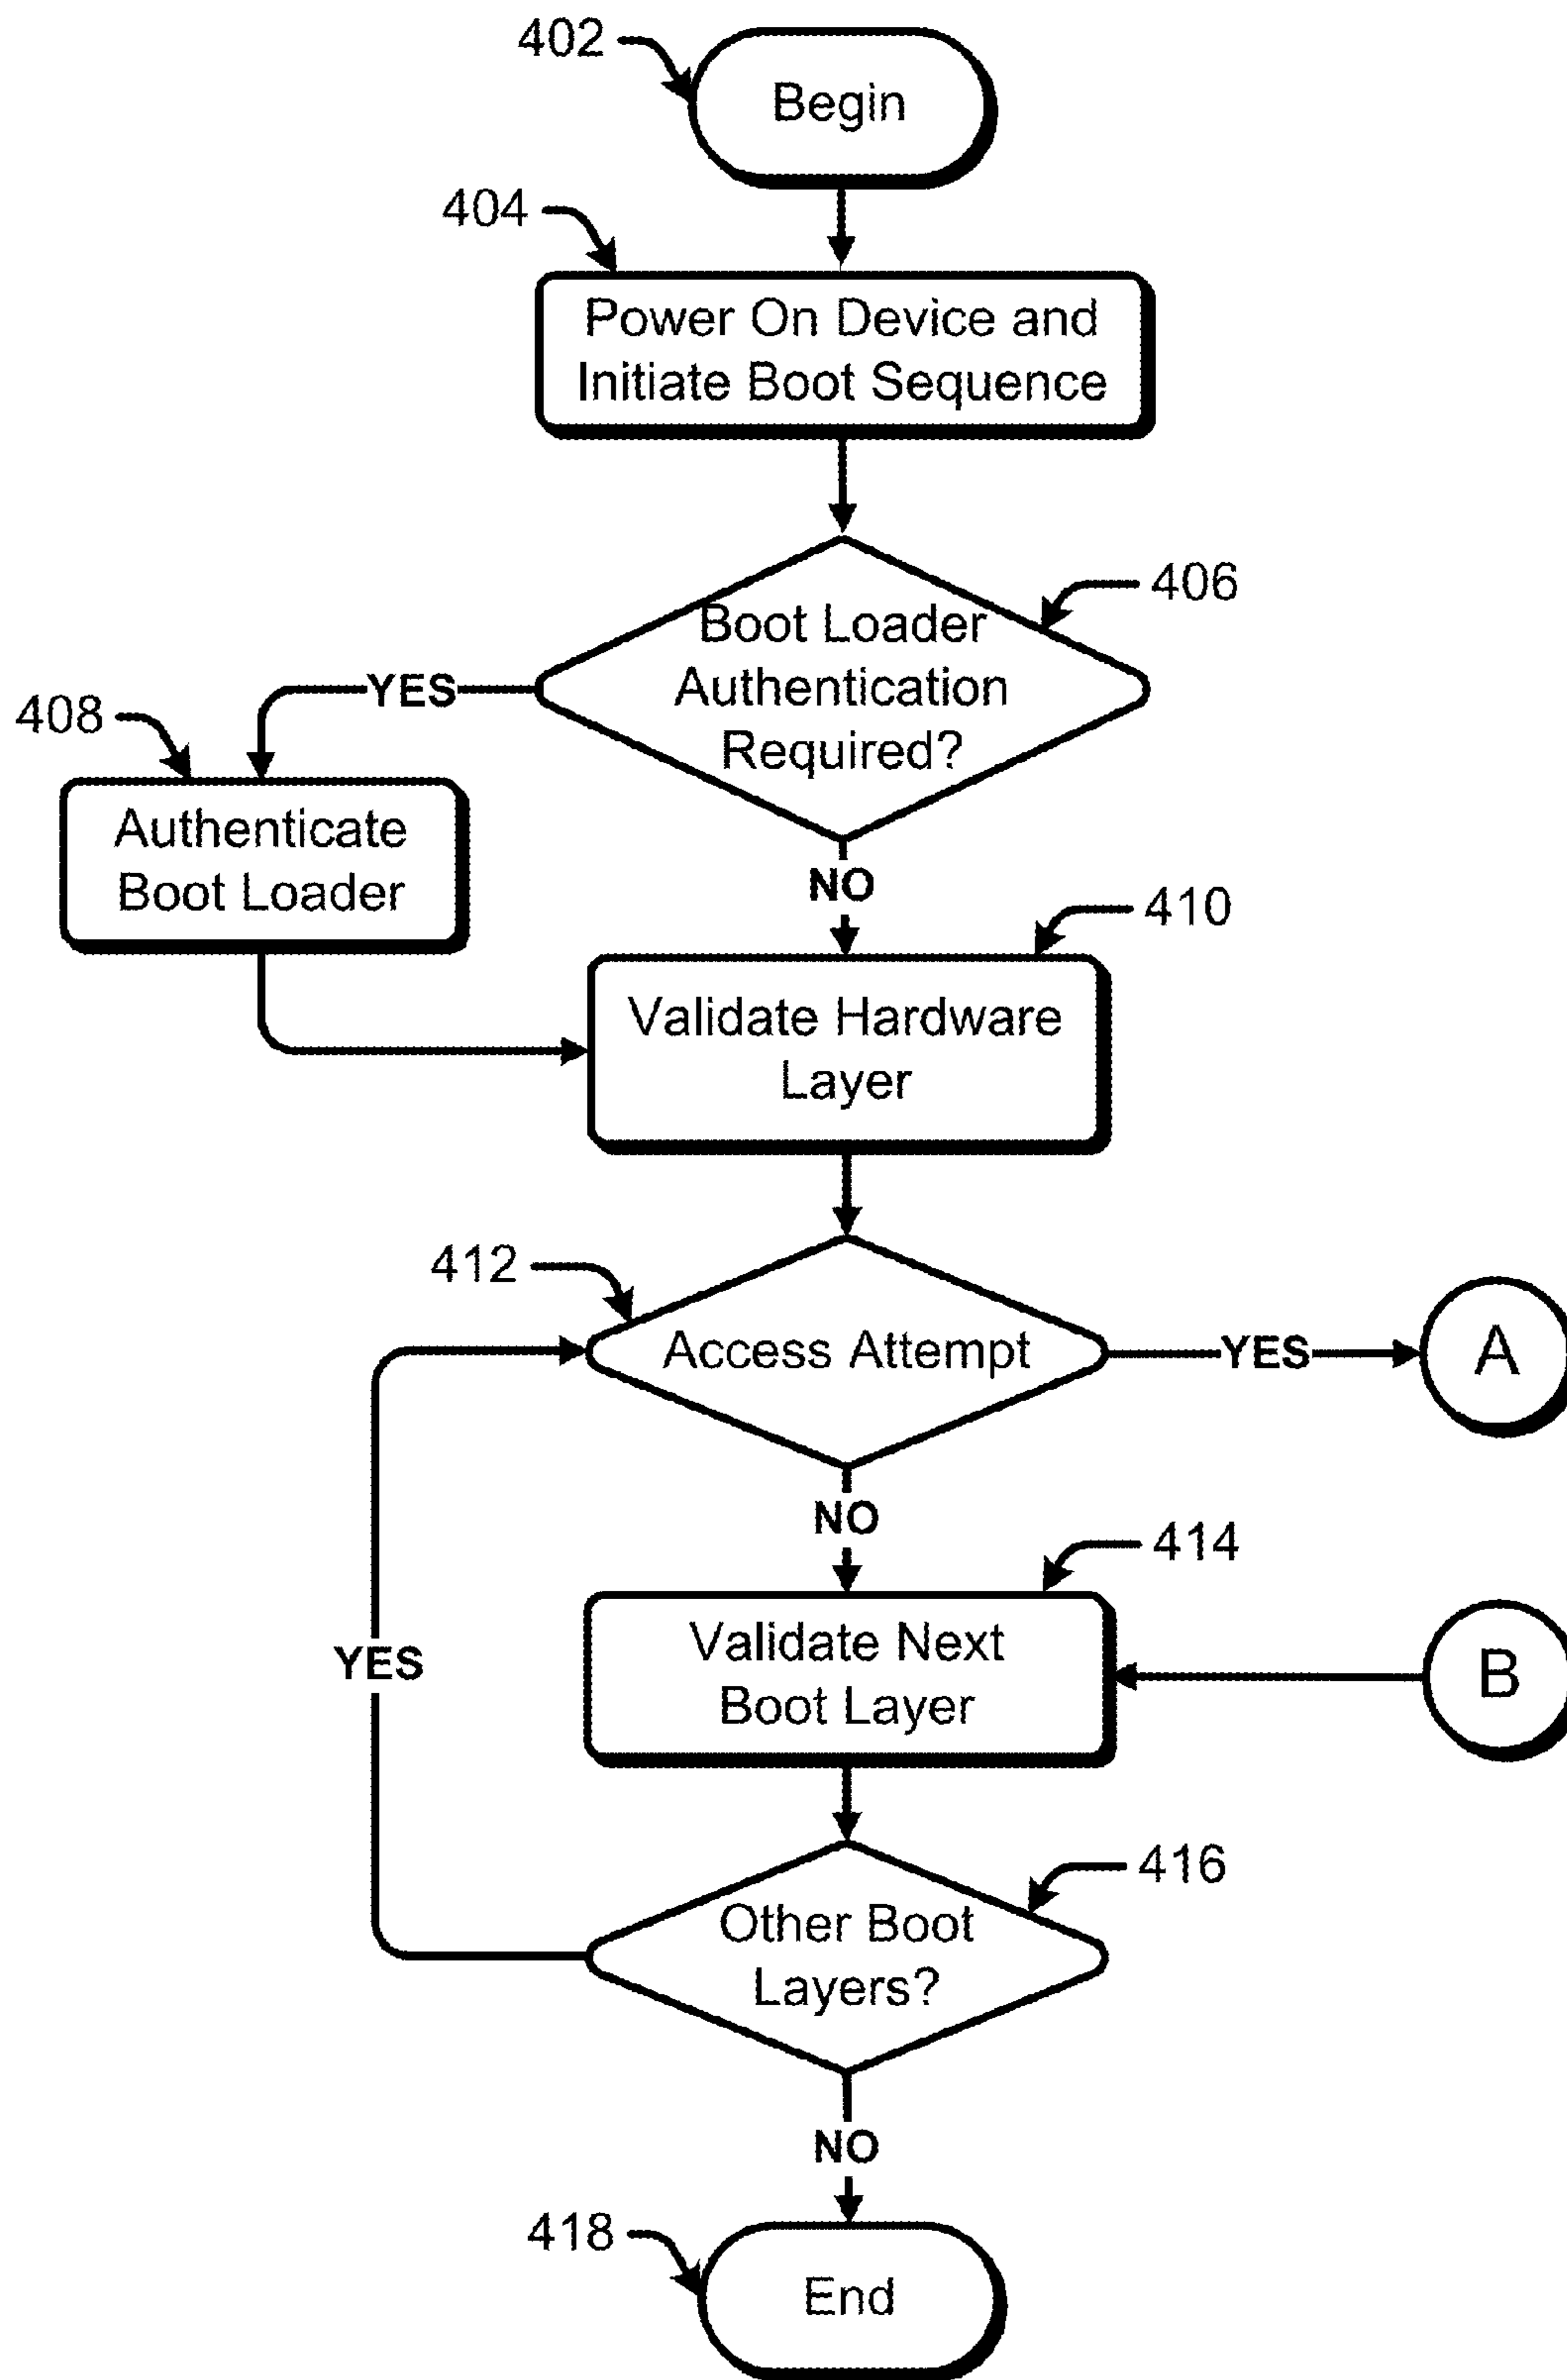 402
Begin
404
Power On Device and
Initiate Boot Sequence
406
Boot Loader
Authentication
Required?
YES
408
Authenticate
Boot Loader
NO
410
Validate Hardware
Layer
412
Access Attempt
YES
A
NO
414
Validate Next
Boot Layer
B
YES
416
Other Boot
Layers?
NO
418
End